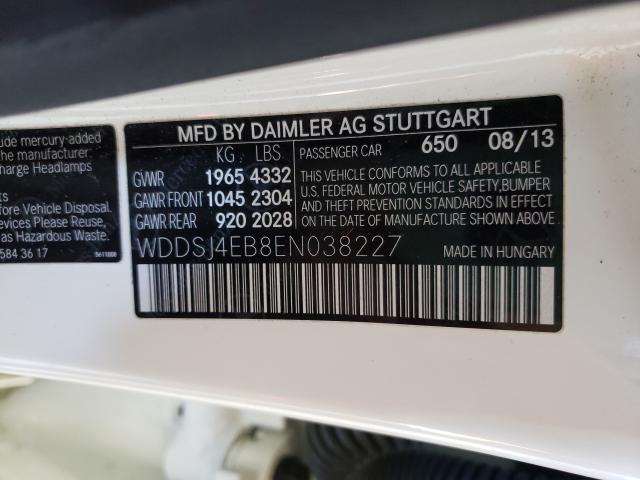 ude mercury-added
the manufacturer.
charge Headlamps
ts
fore Vehicle Disposal.
evices Please Reuse,
as Hazardous Waste.
584 36 17
MFD BY DAIMLER AG STUTTGART
KG LBS PASSENGER CAR 650 08/13
GVWR 1965 4332
GAWR FRONT 1045 2304
GAWR REAR 920 2028
THIS VEHICLE CONFORMS TO ALL APPLICABLE
U.S. FEDERAL MOTOR VEHICLE SAFETY,BUMPER
AND THEFT PREVENTION STANDARDS IN EFFECT
ON THE DATE OF MANUFACTURE SHOWN ABOVE.
WDDSJ4EB8EN038227
MADE IN HUNGARY